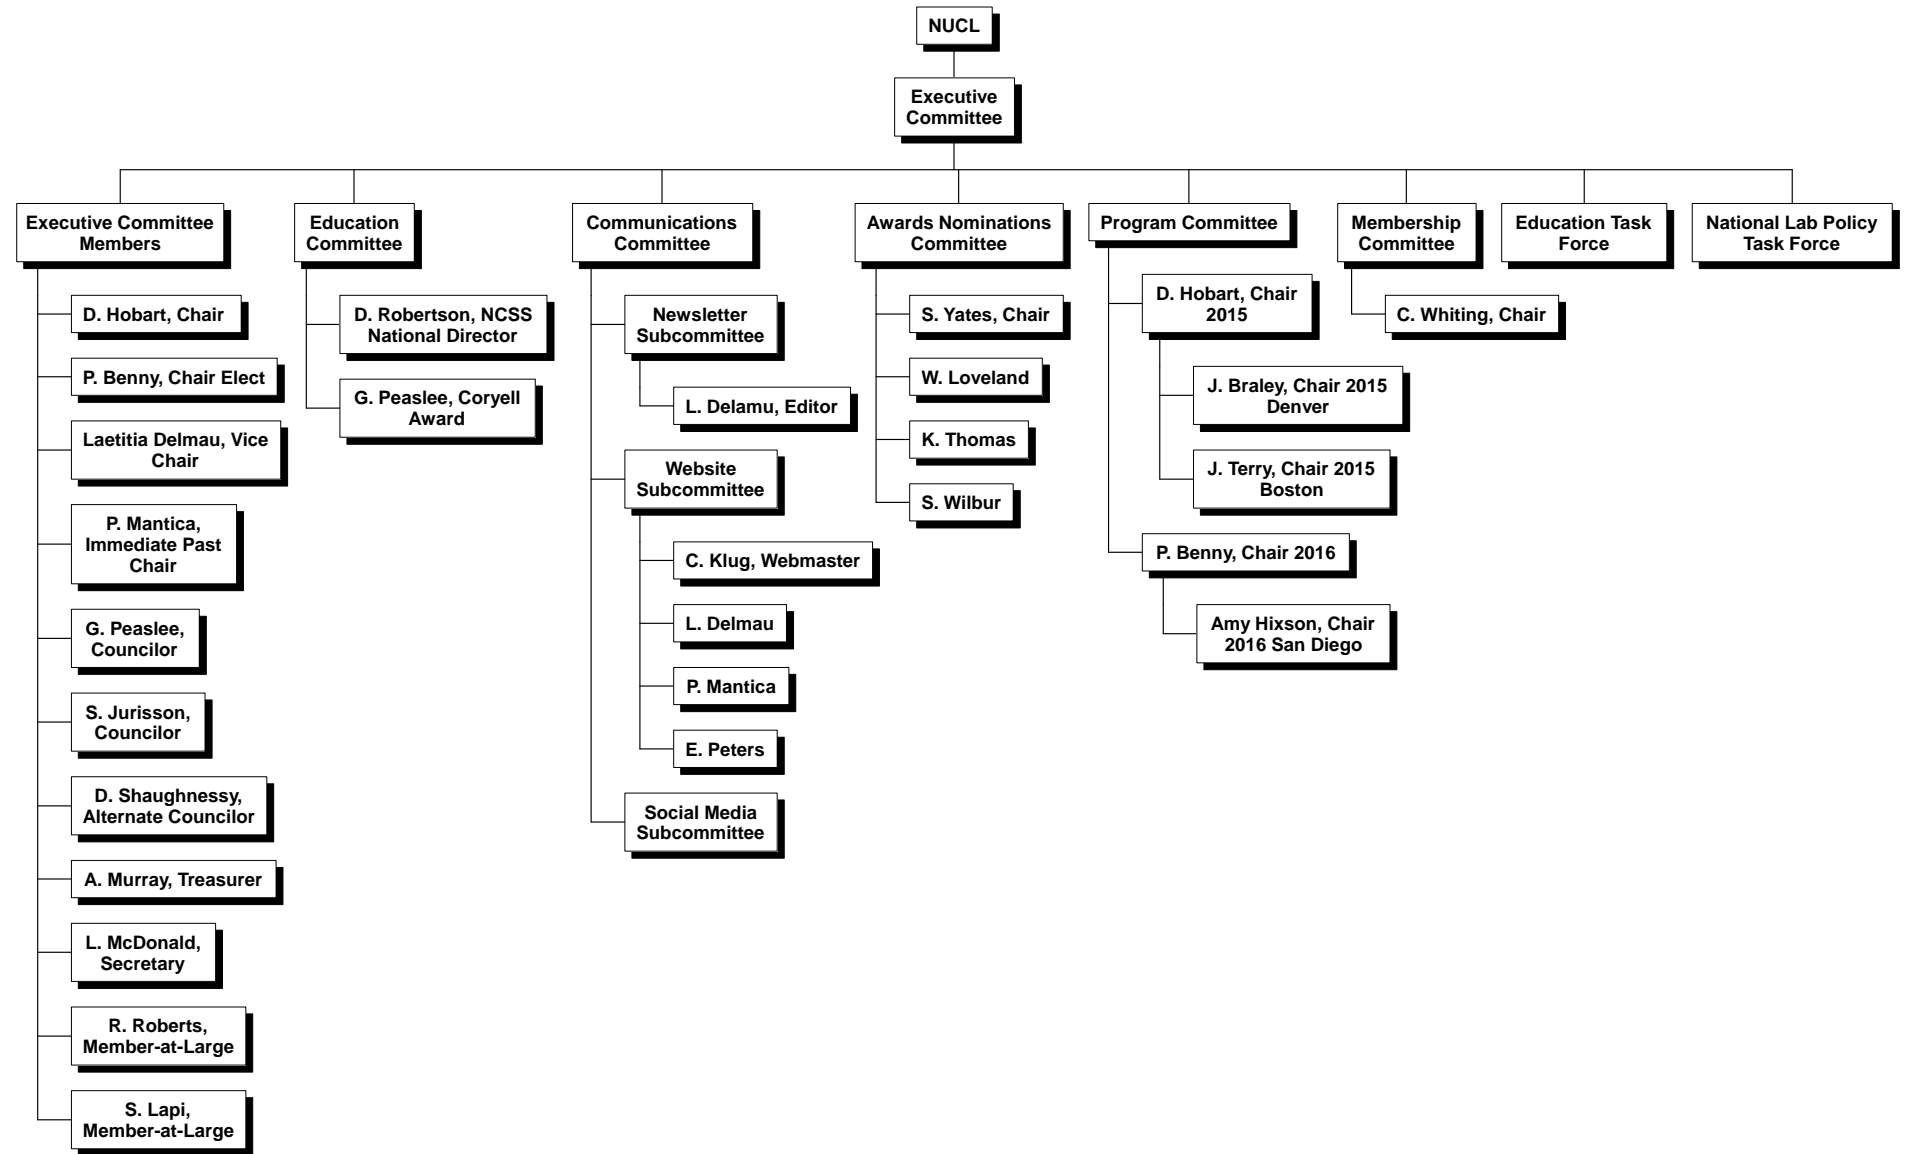 NUCL
Executive
Committee
Executive Committee
Members
D. Hobart, Chair
P. Benny, Chair Elect
Laetitia Delmau, Vice
Chair
P. Mantica,
Immediate Past
Chair
G. Peaslee,
Councilor
S. Jurisson,
Councilor
D. Shaughnessy,
Alternate Councilor
A. Murray, Treasurer
L. McDonald,
Secretary
R. Roberts,
Member-at-Large
S. Lapi,
Member-at-Large
Education
Committee
D. Robertson, NCSS
National Director
G. Peaslee, Coryell
Award
Communications
Committee
Newsletter
Subcommittee
L. Delamu, Editor
Website
Subcommittee
C. Klug, Webmaster
L. Delmau
P. Mantica
E. Peters
Social Media
Subcommittee
Awards Nominations
Committee
S. Yates, Chair
W. Loveland
K. Thomas
S. Wilbur
Program Committee
D. Hobart, Chair
2015
J. Braley, Chair 2015
Denver
J. Terry, Chair 2015
Boston
P. Benny, Chair 2016
Amy Hixson, Chair
2016 San Diego
Membership
Committee
C. Whiting, Chair
Education Task
Force
National Lab Policy
Task Force